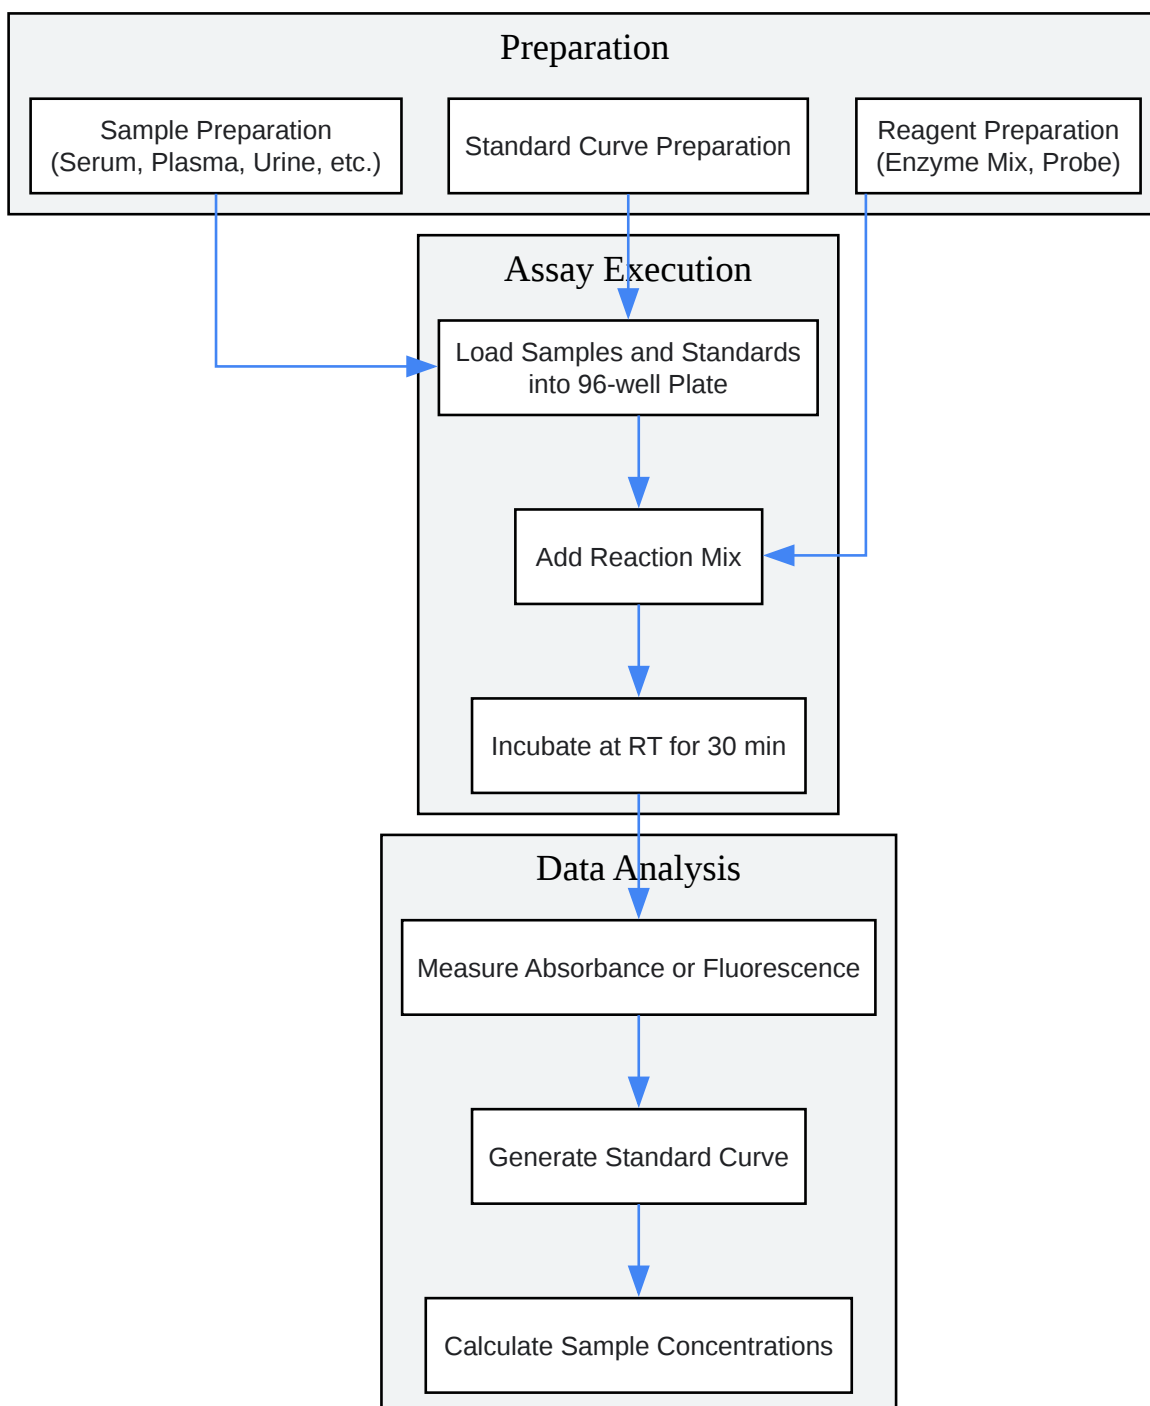 Preparation
Sample Preparation
(Serum, Plasma, Urine, etc.)
Standard Curve Preparation
Reagent Preparation
(Enzyme Mix, Probe)
Assay Execution
Load Samples and Standards
into 96-well Plate
Add Reaction Mix
Incubate at RT for 30 min
Data Analysis
Measure Absorbance or Fluorescence
Generate Standard Curve
Calculate Sample Concentrations